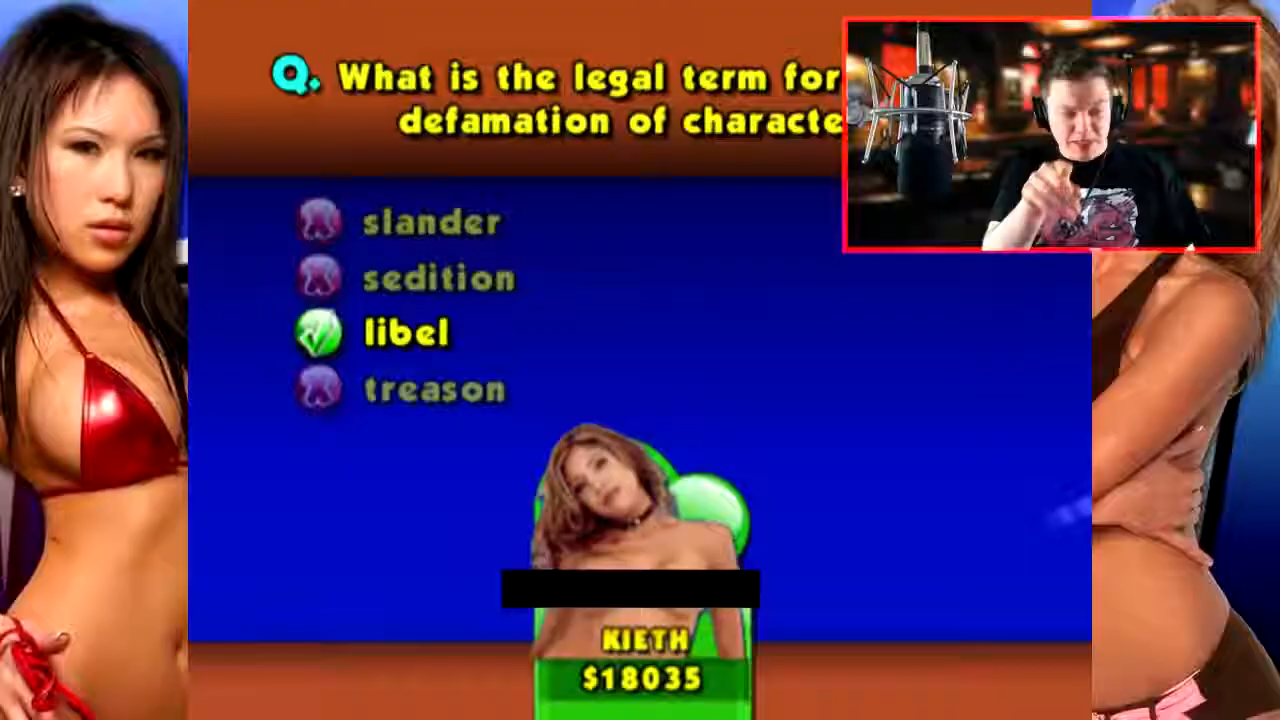 Q. What is the legal term for
defamation of characte
slander
sedition
libel
treason
KIETH
$18035